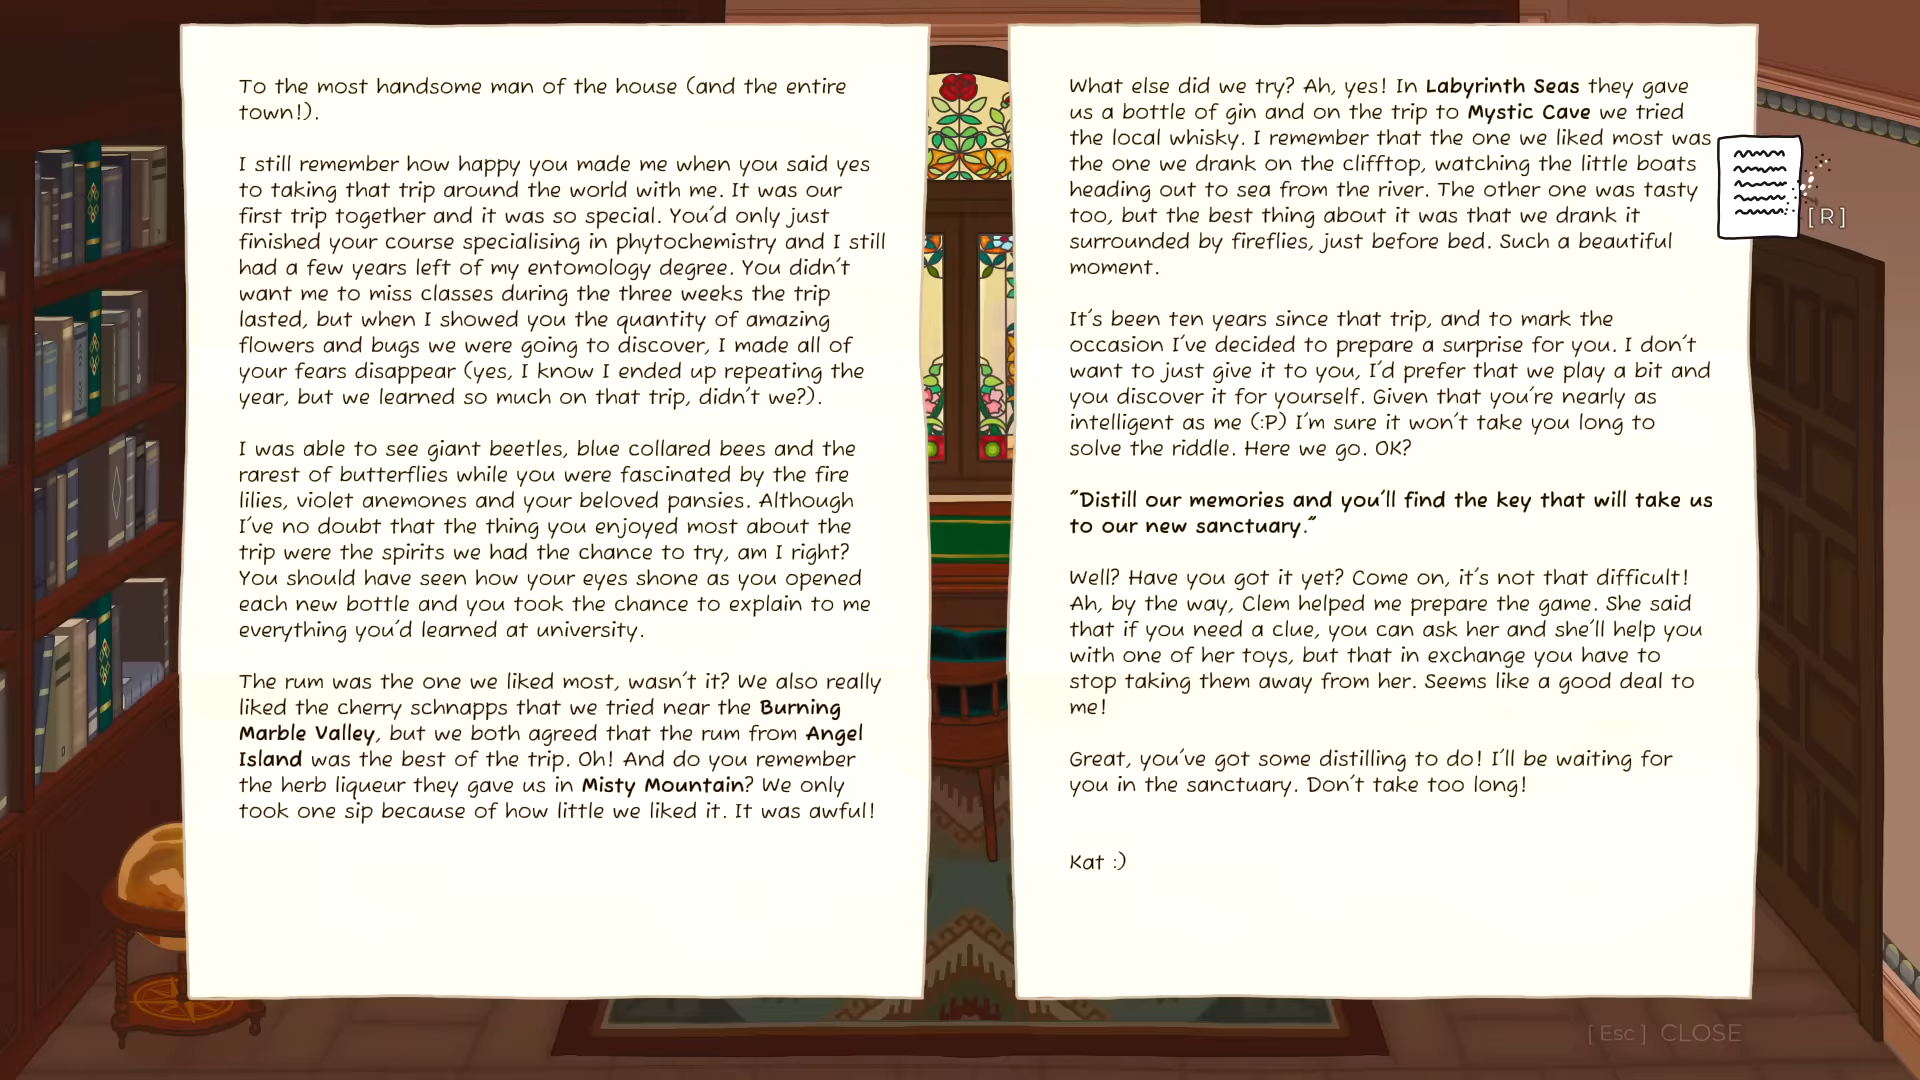 To the most handsome man of the house (and the entire
town!).
I still remember how happy you made me when you said yes
to taking that trip around the world with me. It was our
first trip together and it was so special. You'd only just
finished your course specialising in phytochemistry and I still
had a few years left of my entomology degree. You didn't
want me to miss classes during the three weeks the trip
lasted, but when I showed you the quantity of amazing
flowers and bugs we were going to discover, I made all of
your fears disappear (yes, I know I ended up repeating the
year, but we learned so much on that trip, didn't we?).
I was able to see giant beetles, blue collared bees and the
rarest of butterflies while you were fascinated by the fire
lilies, violet anemones and your beloved pansies. Although
I've no doubt that the thing you enjoyed most about the
trip were the spirits we had the chance to try, am I right?
You should have seen how your eyes shone as you opened
each new bottle and you took the chance to explain to me
everything you'd learned at university.
The rum was the one we liked most, wasn't it? We also really
liked the cherry schnapps that we tried near the Burning
Marble Valley, but we both agreed that the rum from Angel
Island was the best of the trip. Oh! And do you remember
the herb liqueur they gave us in Misty Mountain? We only
took one sip because of how little we liked it. It was awful!
What else did we try? Ah, yes! In Labyrinth Seas they gave
us a bottle of gin and on the trip to Mystic Cave we tried
the local whisky. I remember that the one we liked most was
the one we drank on the clifftop, watching the little boats
heading out to sea from the river. The other one was tasty
too, but the best thing about it was that we drank it
surrounded by fireflies, just before bed. Such a beautiful
moment.
It's been ten years since that trip, and to mark the
occasion I've decided to prepare a surprise for you. I don't
want to just give it to you, I'd prefer that we play a bit and
you discover it for yourself. Given that you're nearly as
intelligent as me (:P) I'm sure it won't take you long to
solve the riddle. Here we go. OK?
"Distill our memories and you'll find the key that will take us
to our new sanctuary."
Well? Have you got it yet? Come on, it's not that difficult!
Ah, by the way, Clem helped me prepare the game. She said
that if you need a clue, you can ask her and she'll help you
with one of her toys, but that in exchange you have to
stop taking them away from her. Seems like a good deal to
me!
Great, you've got some distilling to do! I'll be waiting for
you in the sanctuary. Don't take too long!
Kat :)
[ R ]
[ Esc ] CLOSE